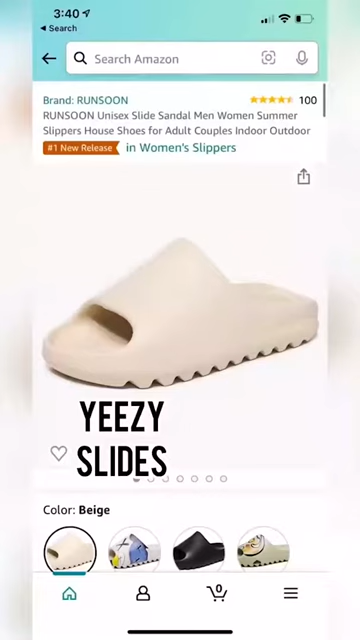 3:40
Search
Search Amazon
Brand: RUNSOON
100
RUNSOON Unisex Slide Sandal Men Women Summer
Slippers House Shoes for Adult Couples Indoor Outdoor
#1 New Release in Women's Slippers
YEEZY
SLIDES
Color: Beige
0